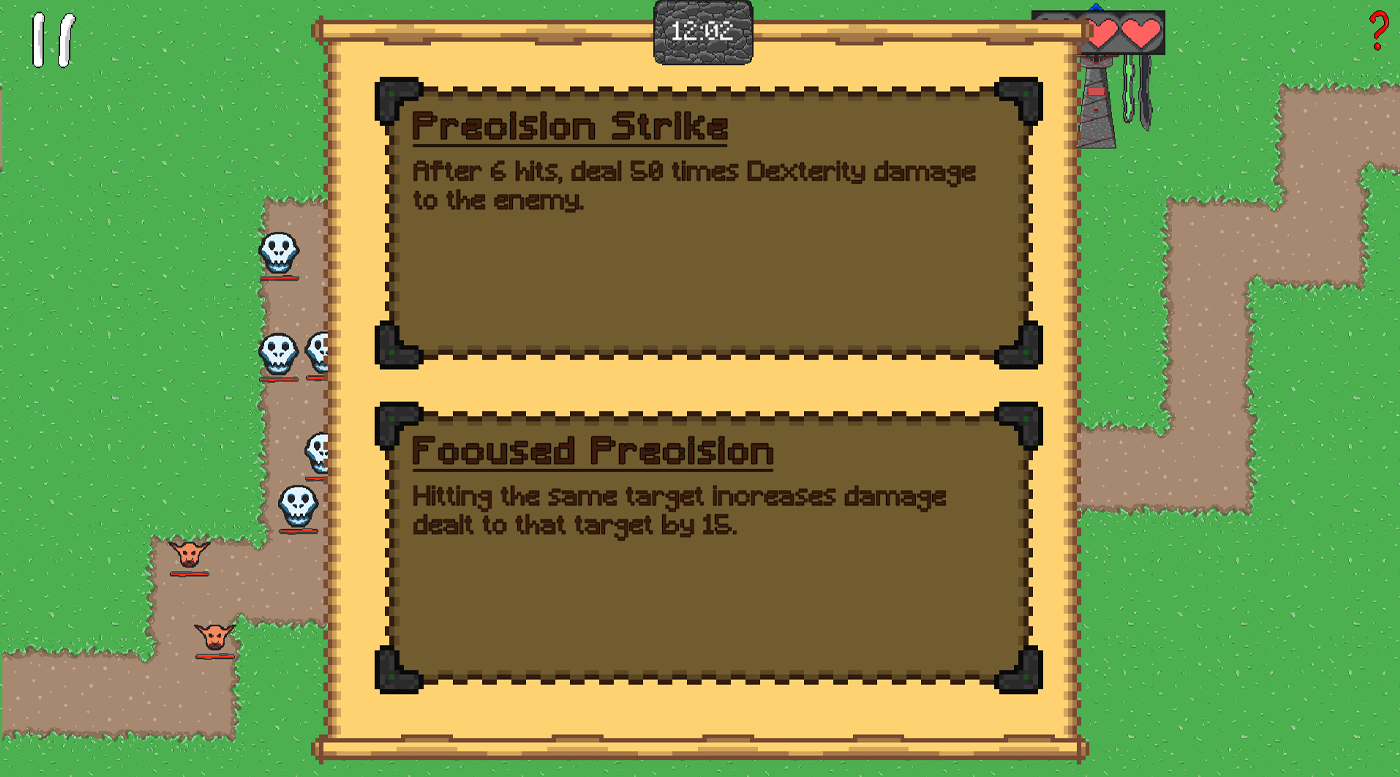 12:02
?
Precision Strike
After 6 hits, deal 50 times Dexterity damage
to the enemy.
Focused Precision
Hitting the same target increases damage
dealt to that target by 15.